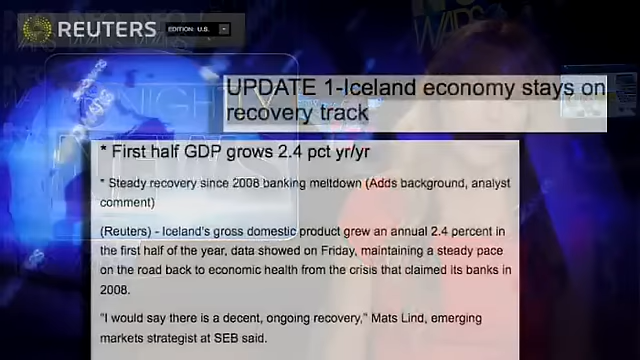 REUTERS EDITION: U.S.
UPDATE 1-Iceland economy stays on
recovery track
* First half GDP grows 2.4 pct yr/yr
* Steady recovery since 2008 banking meltdown (Adds background, analyst
comment)
(Reuters) - Iceland's gross domestic product grew an annual 2.4 percent in
the first half of the year, data showed on Friday, maintaining a steady pace
on the road back to economic health from the crisis that claimed its banks in
2008.
"I would say there is a decent, ongoing recovery," Mats Lind, emerging
markets strategist at SEB said.